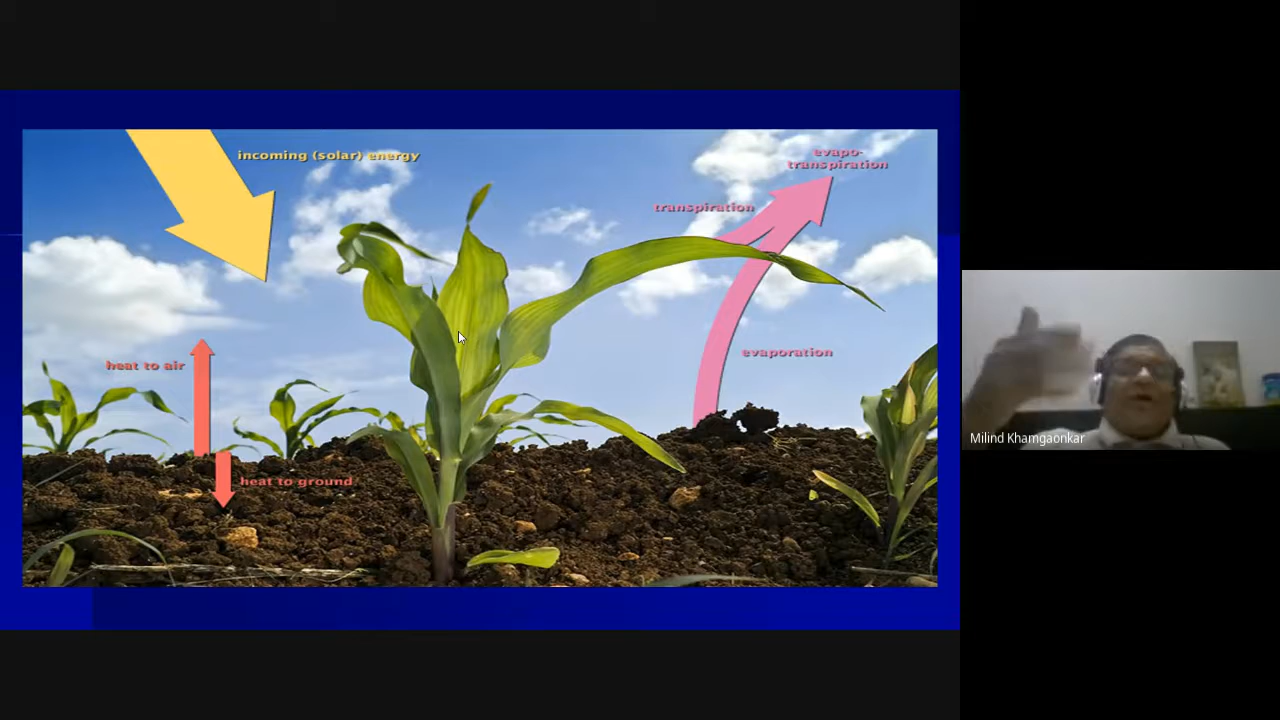 incoming (solar) energy
evapo-
transpiration
transpiration
evaporation
heat to air
heat to ground
Milind Khamgaonkar